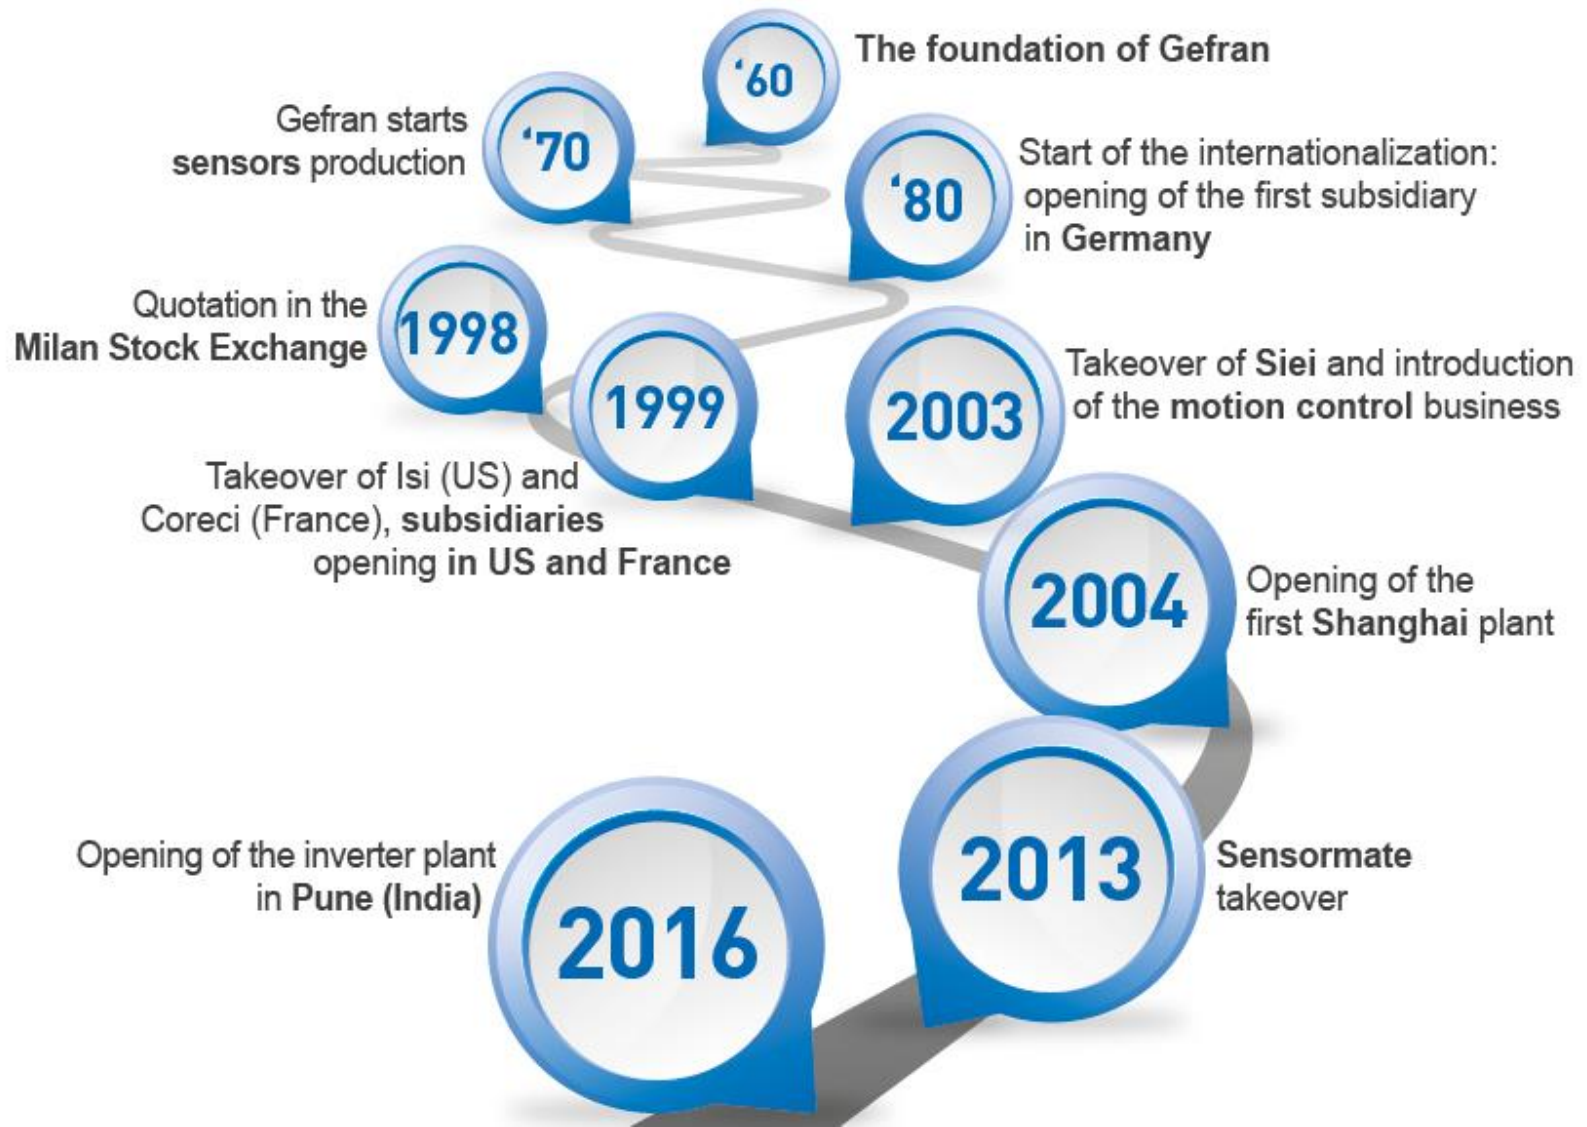 ‘60
The foundation of Gefran
‘70
Gefran starts
sensors production
‘80
Start of the internationalization:
opening of the first subsidiary
in Germany
1998
Quotation in the
Milan Stock Exchange
1999
Takeover of Isi (US) and
Coreci (France), subsidiaries
opening in US and France
2003
Takeover of Siei and introduction
of the motion control business
2004
Opening of the
first Shanghai plant
2013
Sensormate
takeover
2016
Opening of the inverter plant
in Pune (India)